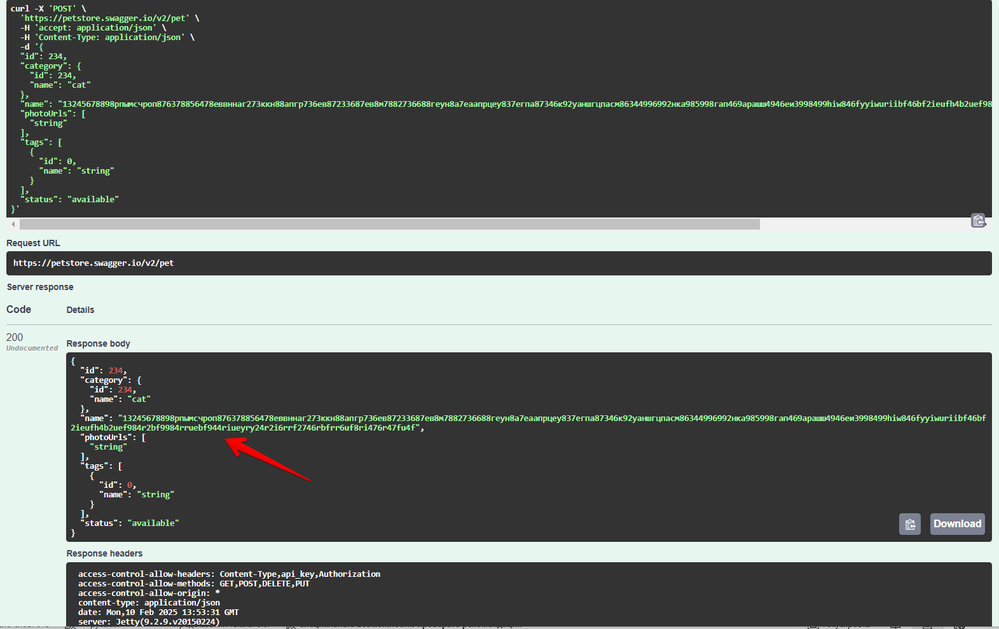 curl -X 'POST' \
'https://petstore.swagger.io/v2/pet' \
-H 'accept: application/json' \
-H 'Content-Type: application/json' \
-d '{
"id": 234,
"category": {
"id": 234,
"name": "cat"
},
"name": "13245678898рпымсчроп876378856478еввннаг273ккн88апгр736ев87233687ев8м7882736688геун8а7еаапрцеу837егпа87346к92уаншгцпасм86344996992нка985998гап469арашш4946еи3998499hiw846fyyiwuriibf46bf2ieufh4b2uef98
"photoUrls": [
"string"
],
"tags": [
{
"id": 0,
"name": "string"
}
],
"status": "available"
}'
Request URL
https://petstore.swagger.io/v2/pet
Server response
Code Details
200
Undocumented
Response body
{
"id": 234,
"category": {
"id": 234,
"name": "cat"
},
"name": "13245678898рпымсчроп876378856478еввннаг273ккн88апгр736ев87233687ев8м7882736688геун8а7еаапрцеу837егпа87346к92уаншгцпасм86344996992нка985998гап469арашш4946еи3998499hiw846fyyiwuriibf46bf
2ieufh4b2uef984r2bf9984rruebf944riueyry24r2i6rrf2746rbfrr6uf8ri476r47fu4f",
"photoUrls": [
"string"
],
"tags": [
{
"id": 0,
"name": "string"
}
],
"status": "available"
}
Download
Response headers
access-control-allow-headers: Content-Type,api_key,Authorization
access-control-allow-methods: GET,POST,DELETE,PUT
access-control-allow-origin: *
content-type: application/json
date: Mon,10 Feb 2025 13:53:31 GMT
server: Jetty(9.2.9.v20150224)